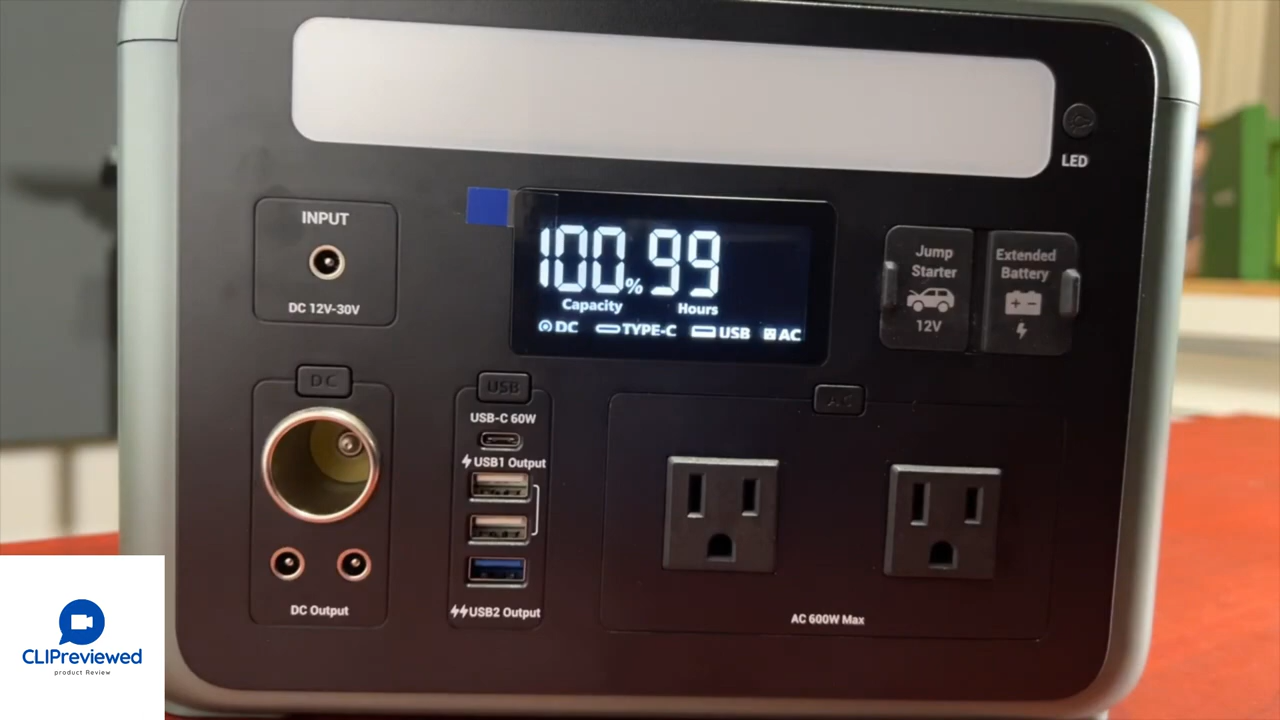 LED
INPUT
DC 12V-30V
100% 99
Capacity Hours
DC TYPE-C USB AC
Jump
Starter
12V
Extended
Battery
DC
DC Output
USB
USB-C 60W
USB1 Output
USB2 Output
AC
AC 600W Max
CLIPreviewed
product Review